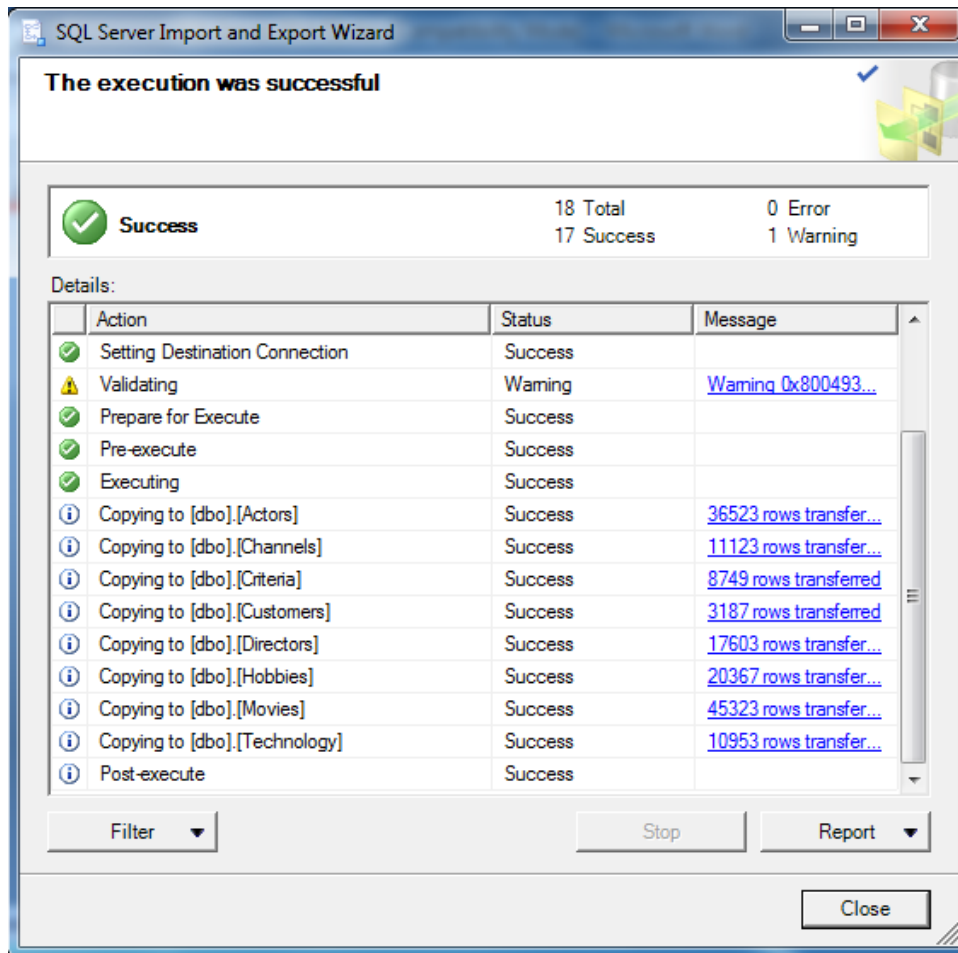 SQL Server Import and Export Wizard
The execution was successful
Success
18 Total 0 Error
17 Success 1 Warning
Details:
Action Status Message
Setting Destination Connection Success
Validating Warning Warning 0x800493...
Prepare for Execute Success
Pre-execute Success
Executing Success
Copying to [dbo].[Actors] Success 36523 rows transfer...
Copying to [dbo].[Channels] Success 11123 rows transfer...
Copying to [dbo].[Criteria] Success 8749 rows transferred
Copying to [dbo].[Customers] Success 3187 rows transferred
Copying to [dbo].[Directors] Success 17603 rows transfer...
Copying to [dbo].[Hobbies] Success 20367 rows transfer...
Copying to [dbo].[Movies] Success 45323 rows transfer...
Copying to [dbo].[Technology] Success 10953 rows transfer...
Post-execute Success
Filter Stop Report
Close